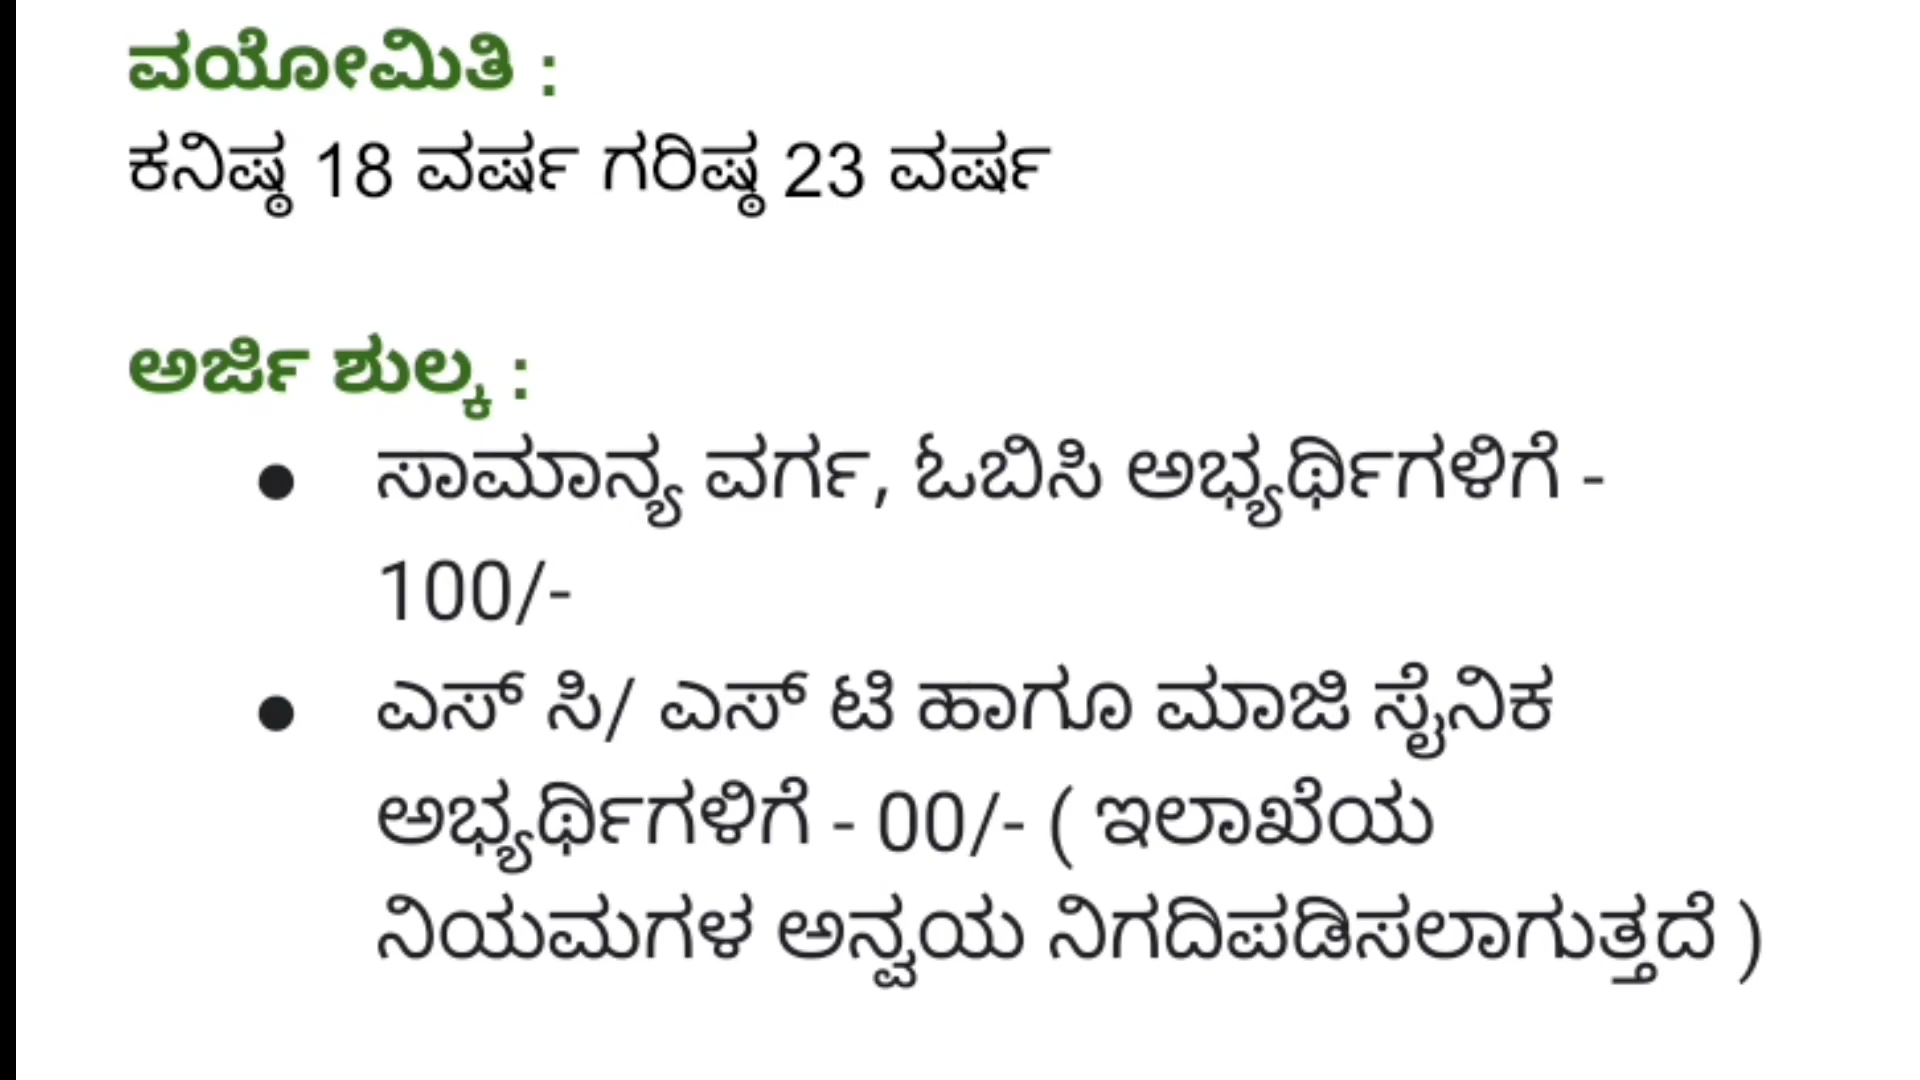 ವಯೋಮಿತಿ :
ಕನಿಷ್ಠ 18 ವರ್ಷ ಗರಿಷ್ಠ 23 ವರ್ಷ
ಅರ್ಜಿ ಶುಲ್ಕ :
● ಸಾಮಾನ್ಯ ವರ್ಗ, ಓಬಿಸಿ ಅಭ್ಯರ್ಥಿಗಳಿಗೆ -
100/-
● ಎಸ್ ಸಿ/ ಎಸ್ ಟಿ ಹಾಗೂ ಮಾಜಿ ಸೈನಿಕ
ಅಭ್ಯರ್ಥಿಗಳಿಗೆ - 00/- ( ಇಲಾಖೆಯ
ನಿಯಮಗಳ ಅನ್ವಯ ನಿಗದಿಪಡಿಸಲಾಗುತ್ತದೆ )